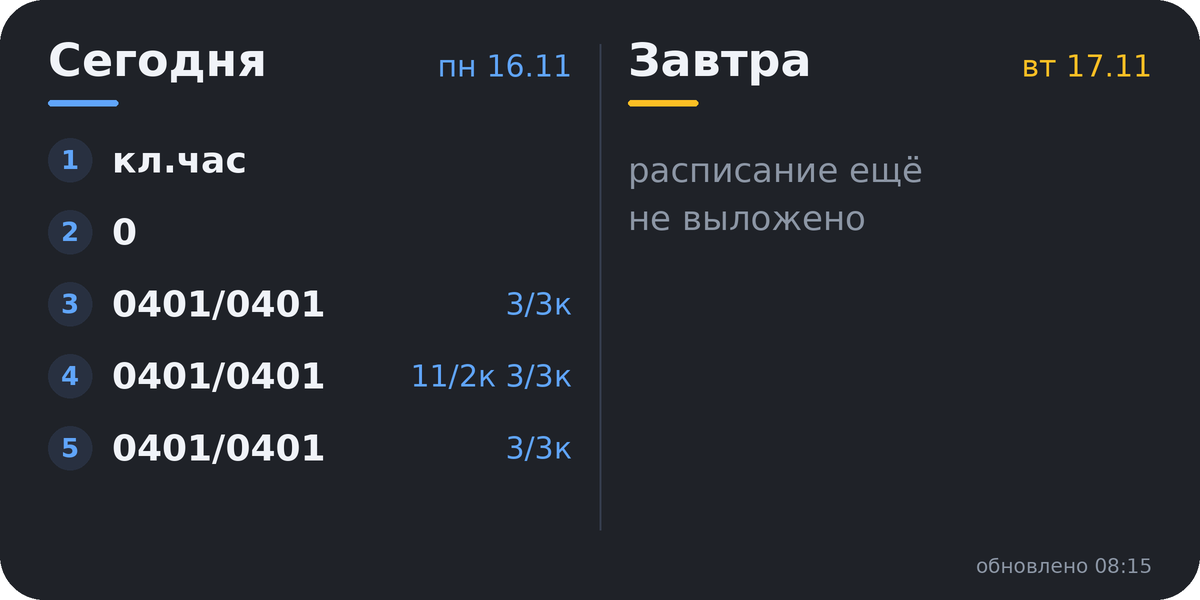 Сегодня
пн 16.11
1 кл.час
2 0
3 0401/0401 3/3к
4 0401/0401 11/2к 3/3к
5 0401/0401 3/3к
Завтра
вт 17.11
расписание ещё
не выложено
обновлено 08:15